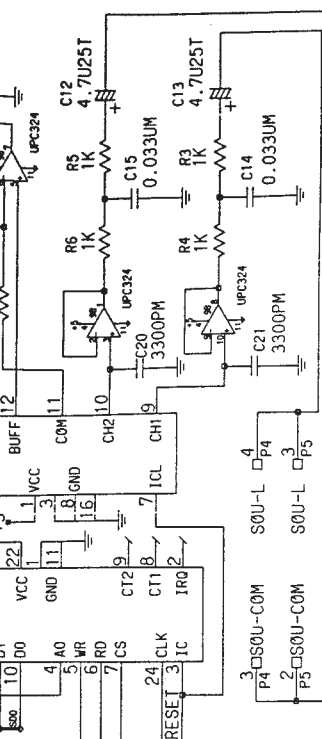 C12
4.7U25T
C13
4.7U25T
+
+
UPC324
R5
1K
C15
0.033UM
R3
1K
C14
0.033UM
R6
1K
R4
1K
UPC324
UPC324
C20
3300PM
C21
3300PM
12
11
10
9
BUFF
COM
CH2
CH1
VCC
GND
ICL
1
3
8
16
7
22
1
11
9
8
2
VCC
GND
CT2
CT1
IRQ
D0
A0
WR
RD
CS
CLK
IC
10
4
5
6
7
24
3
RESET
4
P4
3
P5
SOU-L
SOU-L
SOU-COM
SOU-COM
3
P4
2
P5